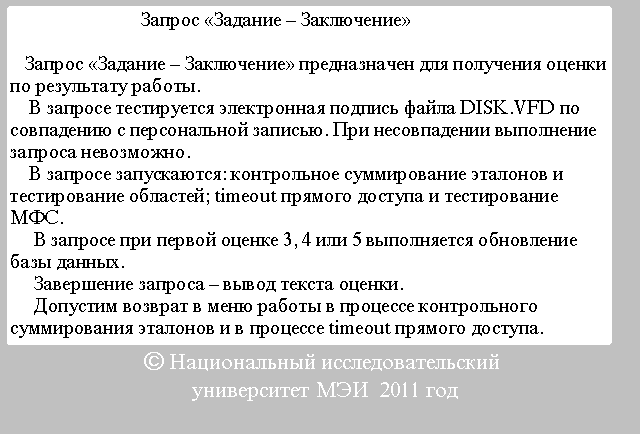 Запрос «Задание – Заключение»
Запрос «Задание – Заключение» предназначен для получения оценки
по результату работы.
В запросе тестируется электронная подпись файла DISK.VFD по
совпадению с персональной записью. При несовпадении выполнение
запроса невозможно.
В запросе запускаются: контрольное суммирование эталонов и
тестирование областей; timeout прямого доступа и тестирование
МФС.
В запросе при первой оценке 3, 4 или 5 выполняется обновление
базы данных.
Завершение запроса – вывод текста оценки.
Допустим возврат в меню работы в процессе контрольного
суммирования эталонов и в процессе timeout прямого доступа.
© Национальный исследовательский
университет МЭИ 2011 год